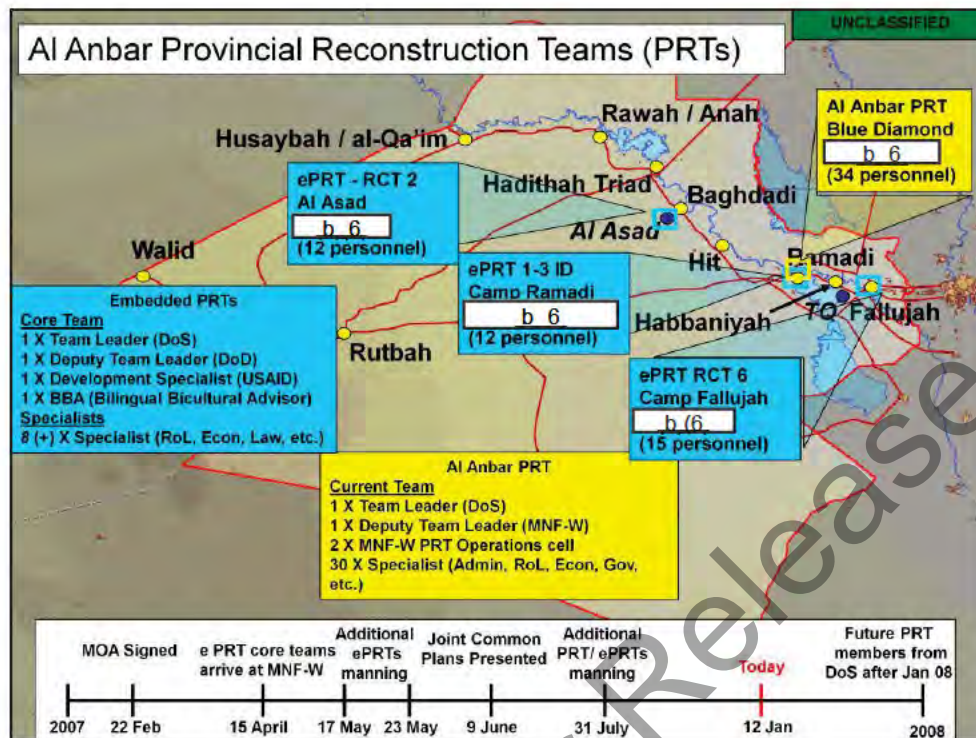 UNCLASSIFIED
Al Anbar Provincial Reconstruction Teams (PRTs)
Rawah / Anah
Husaybah / al-Qa'im
Al Anbar PRT
Blue Diamond
b 6
(34 personnel)
ePRT - RCT 2
Al Asad
b 6
(12 personnel)
Hadithah Triad
Baghdadi
Al Asad
Walid
Hit
Ramadi
ePRT 1-3 ID
Camp Ramadi
b 6
(12 personnel)
TQ
Fallujah
Habbaniyah
Rutbah
Embedded PRTs
Core Team
1 X Team Leader (DoS)
1 X Deputy Team Leader (DoD)
1 X Development Specialist (USAID)
1 X BBA (Bilingual Bicultural Advisor)
Specialists
8 (+) X Specialist (RoL, Econ, Law, etc.)
ePRT RCT 6
Camp Fallujah
b (6
(15 personnel)
Al Anbar PRT
Current Team
1 X Team Leader (DoS)
1 X Deputy Team Leader (MNF-W)
2 X MNF-W PRT Operations cell
30 X Specialist (Admin, RoL, Econ, Gov,
etc.)
Release
MOA Signed
e PRT core teams
arrive at MNF-W
Additional
ePRTs
manning
Joint Common
Plans Presented
Additional
PRT/ ePRTs
manning
Today
Future PRT
members from
DoS after Jan 08
2007 22 Feb 15 April 17 May 23 May 9 June 31 July 12 Jan 2008